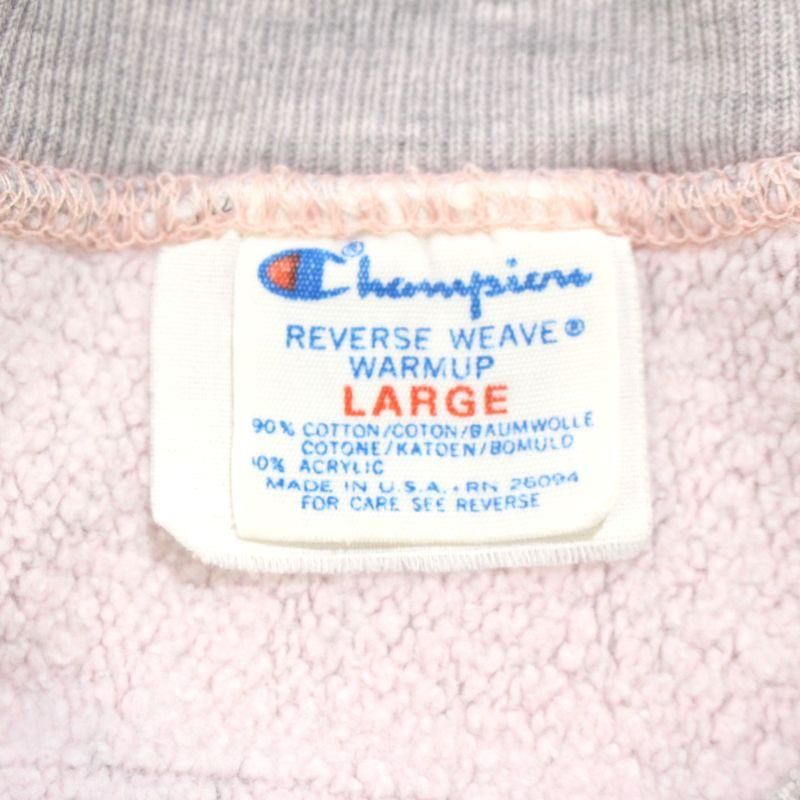 Champion®
REVERSE WEAVE®
WARMUP
LARGE
90% COTTON/COTON/BAUMWOLLE
COTONE/KATOEN/BOMULD
10% ACRYLIC
MADE IN U.S.A. · RN 26094
FOR CARE SEE REVERSE